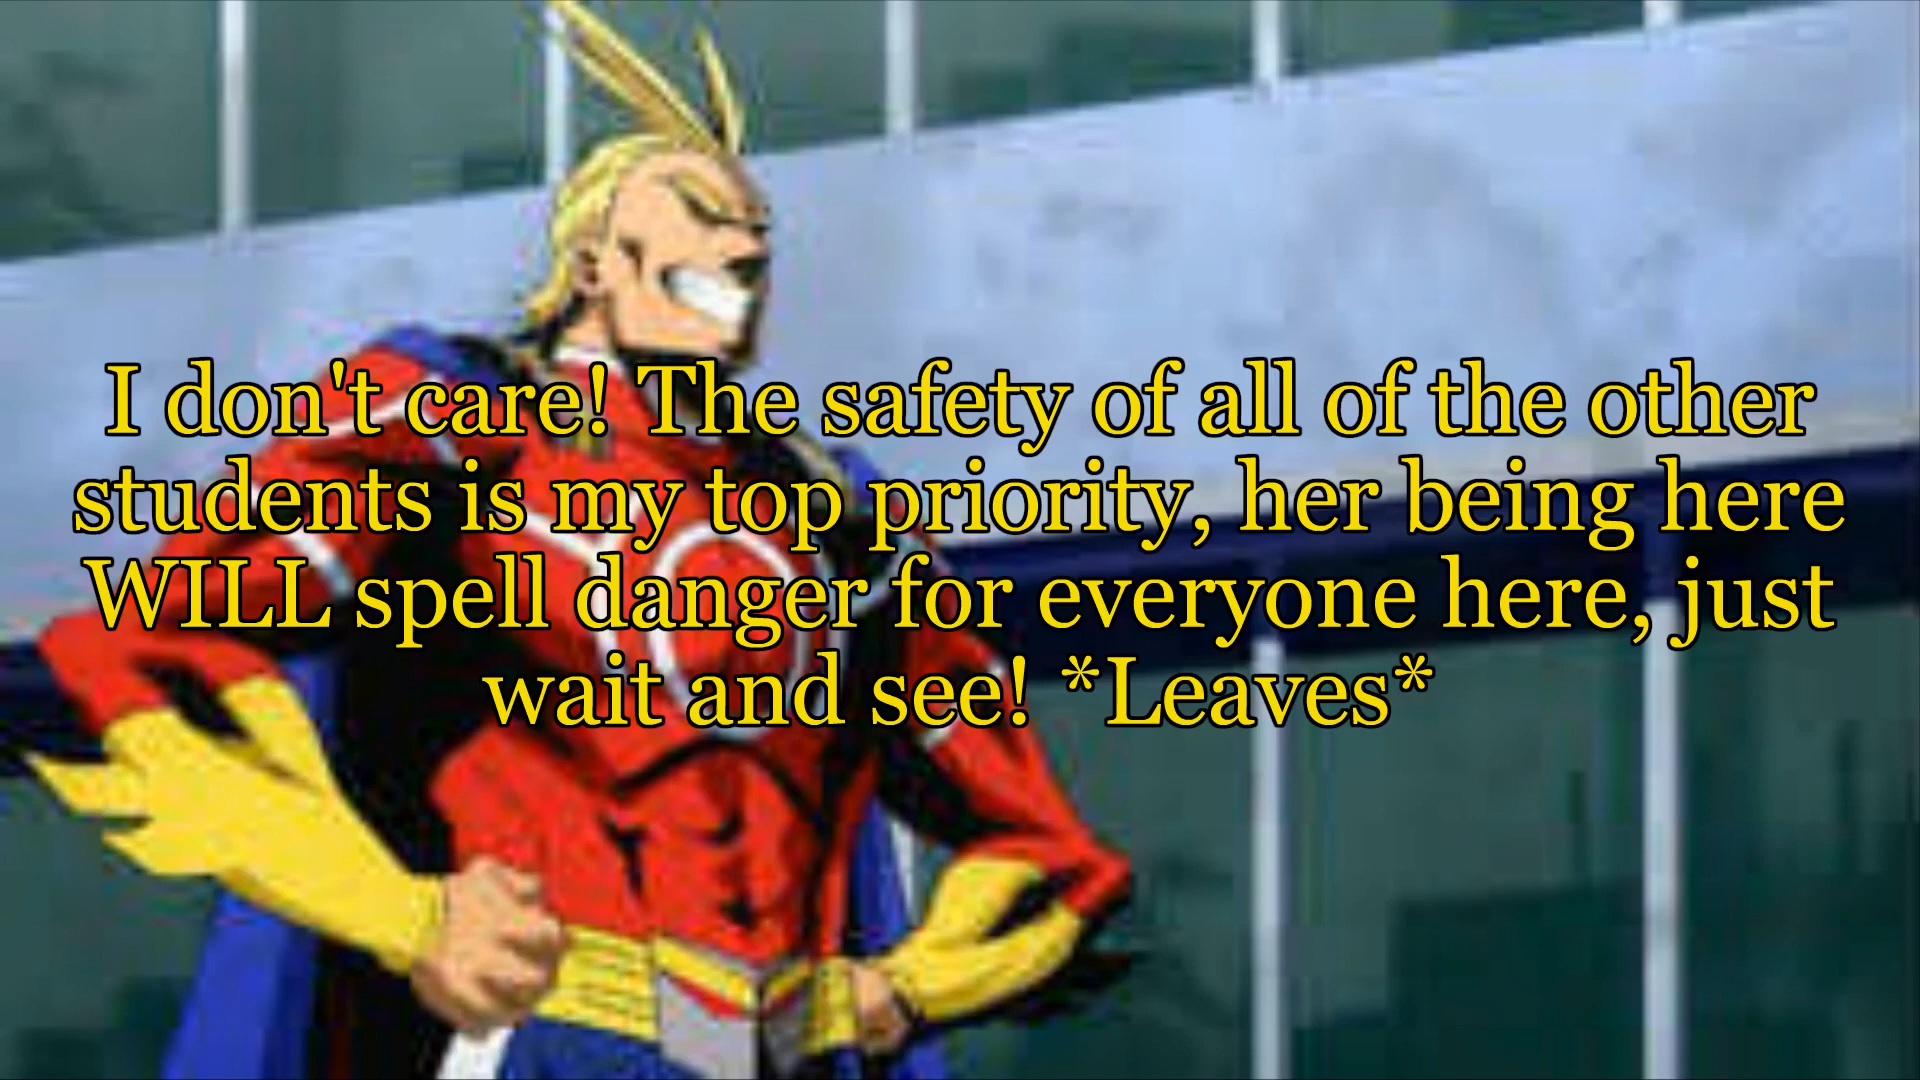 I don't care! The safety of all of the other
students is my top priority, her being here
WILL spell danger for everyone here, just
wait and see! *Leaves*